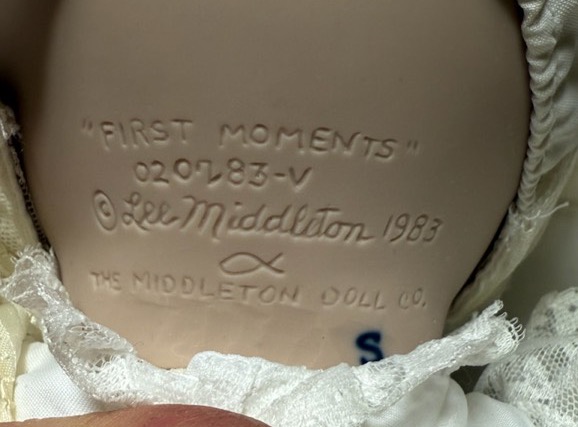 "FIRST MOMENTS"
020783-V
© Lee Middleton 1983
THE MIDDLETON DOLL CO.
S